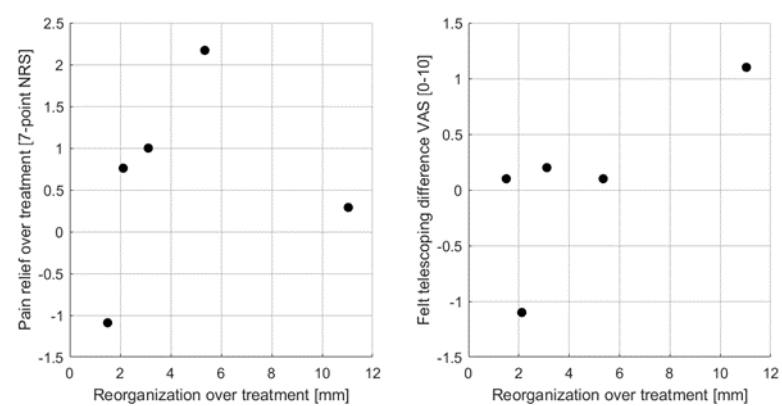 Pain relief over treatment [7-point NRS]
2.5
2
1.5
1
0.5
0
-0.5
-1
-1.5
0 2 4 6 8 10 12
Reorganization over treatment [mm]
Felt telescoping difference VAS [0-10]
1.5
1
0.5
0
-0.5
-1
-1.5
0 2 4 6 8 10 12
Reorganization over treatment [mm]